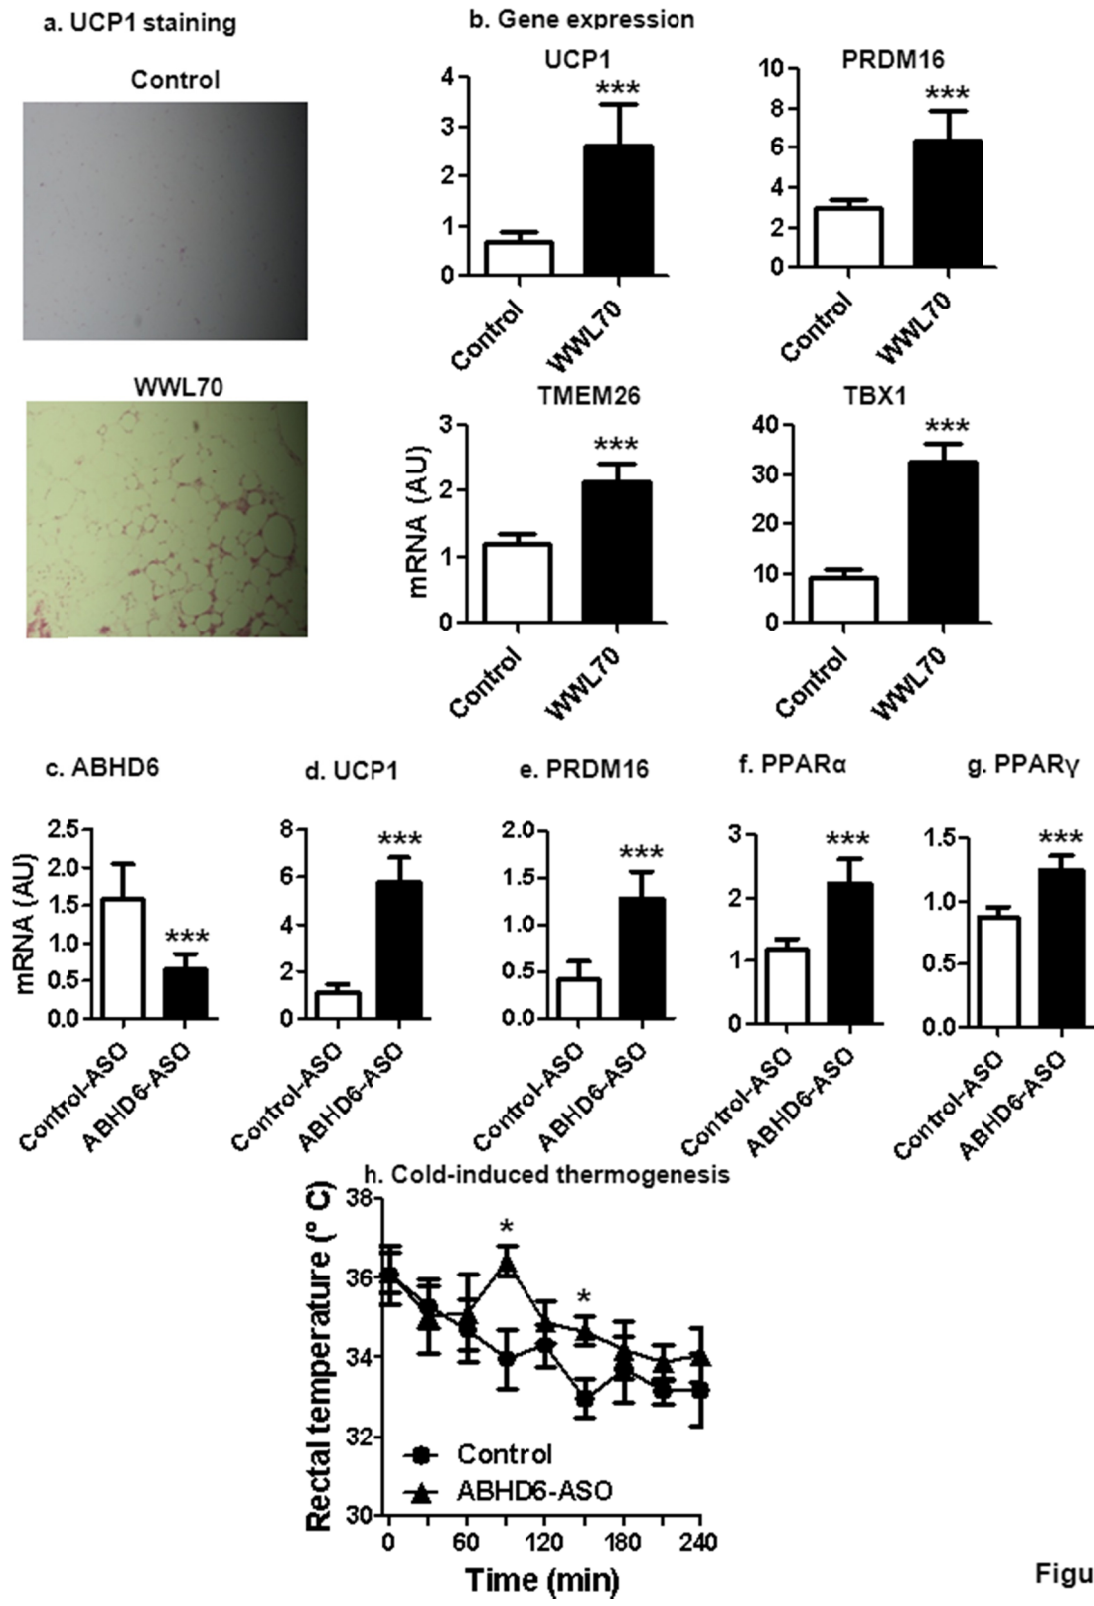 a. UCP1 staining
b. Gene expression
Control
WWL70
UCP1
4
3
2
1
0
***
Control
WWL70
PRDM16
10
8
6
4
2
0
***
Control
WWL70
mRNA (AU)
TMEM26
3
2
1
0
***
Control
WWL70
TBX1
40
30
20
10
0
***
Control
WWL70
c. ABHD6
mRNA (AU)
2.5
2.0
1.5
1.0
0.5
0.0
***
Control-ASO
ABHD6-ASO
d. UCP1
8
6
4
2
0
***
Control-ASO
ABHD6-ASO
e. PRDM16
2.0
1.5
1.0
0.5
0.0
***
Control-ASO
ABHD6-ASO
f. PPARα
3
2
1
0
***
Control-ASO
ABHD6-ASO
g. PPARγ
1.5
1.0
0.5
0.0
***
Control-ASO
ABHD6-ASO
h. Cold-induced thermogenesis
Rectal temperature (° C)
38
36
34
32
30
*
*
Control
ABHD6-ASO
0 60 120 180 240
Time (min)
Figu